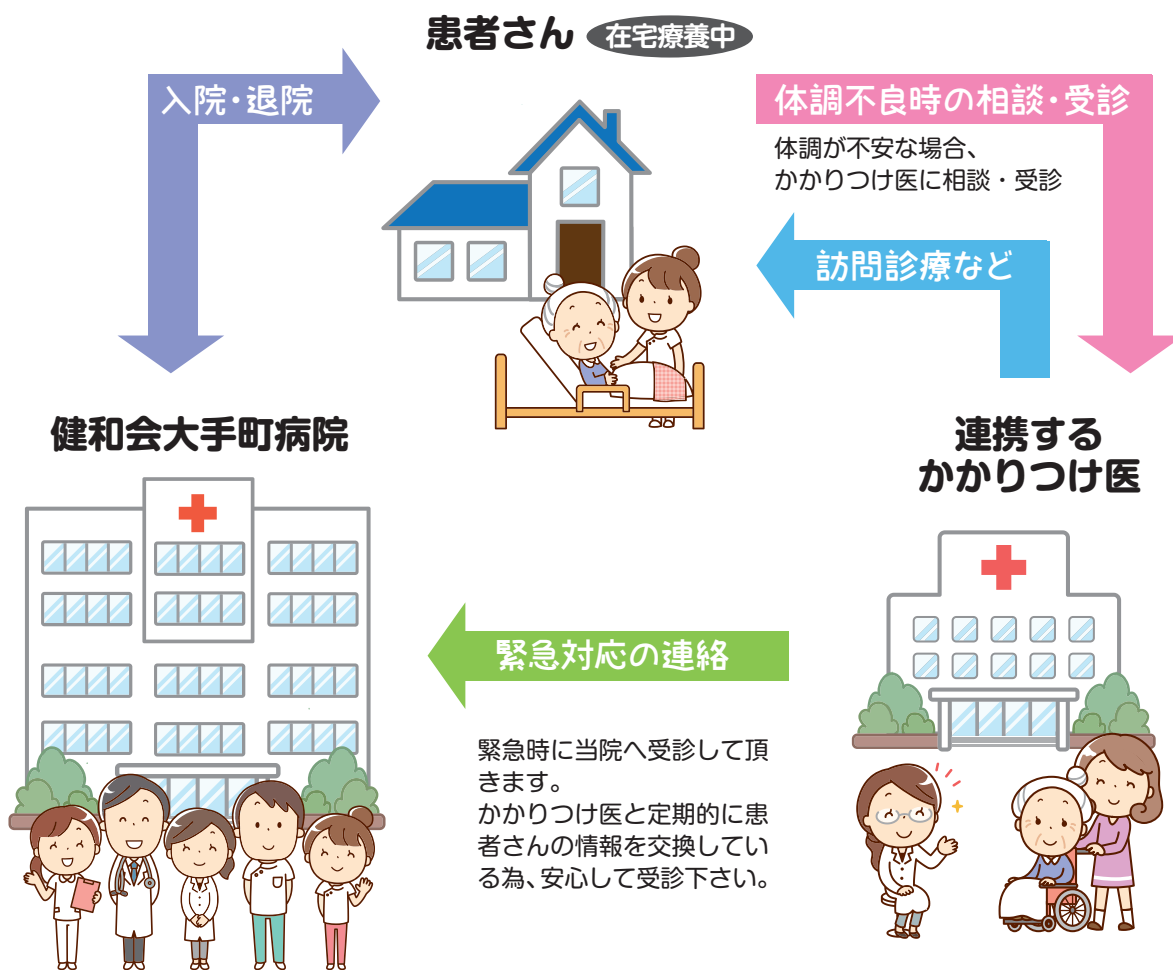 患者さん 在宅療養中
入院・退院
体調不良時の相談・受診
体調が不安な場合、
かかりつけ医に相談・受診
訪問診療など
健和会大手町病院
連携する
かかりつけ医
緊急対応の連絡
緊急時に当院へ受診して頂
きます。
かかりつけ医と定期的に患
者さんの情報を交換してい
る為、安心して受診下さい。